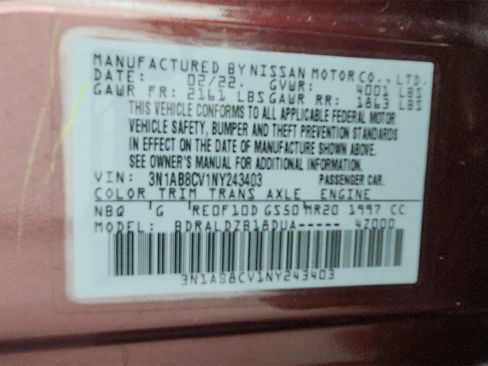 MANUFACTURED BY NISSAN MOTOR CO., LTD.
DATE: 02/22 GVWR: 4001 LBS
GAWR FR: 2161 LBS GAWR RR: 1863 LBS
THIS VEHICLE CONFORMS TO ALL APPLICABLE FEDERAL MOTOR
VEHICLE SAFETY, BUMPER AND THEFT PREVENTION STANDARDS
IN EFFECT ON THE DATE OF MANUFACTURE SHOWN ABOVE.
SEE OWNER'S MANUAL FOR ADDITIONAL INFORMATION.
VIN: 3N1AB8CV1NY243403 PASSENGER CAR.
COLOR TRIM TRANS AXLE ENGINE
NBQ G RE0F10D GS50 MR20 1997 CC
MODEL: BDRALDZB18DUA----- 4Z000
3N1AB8CV1NY243403